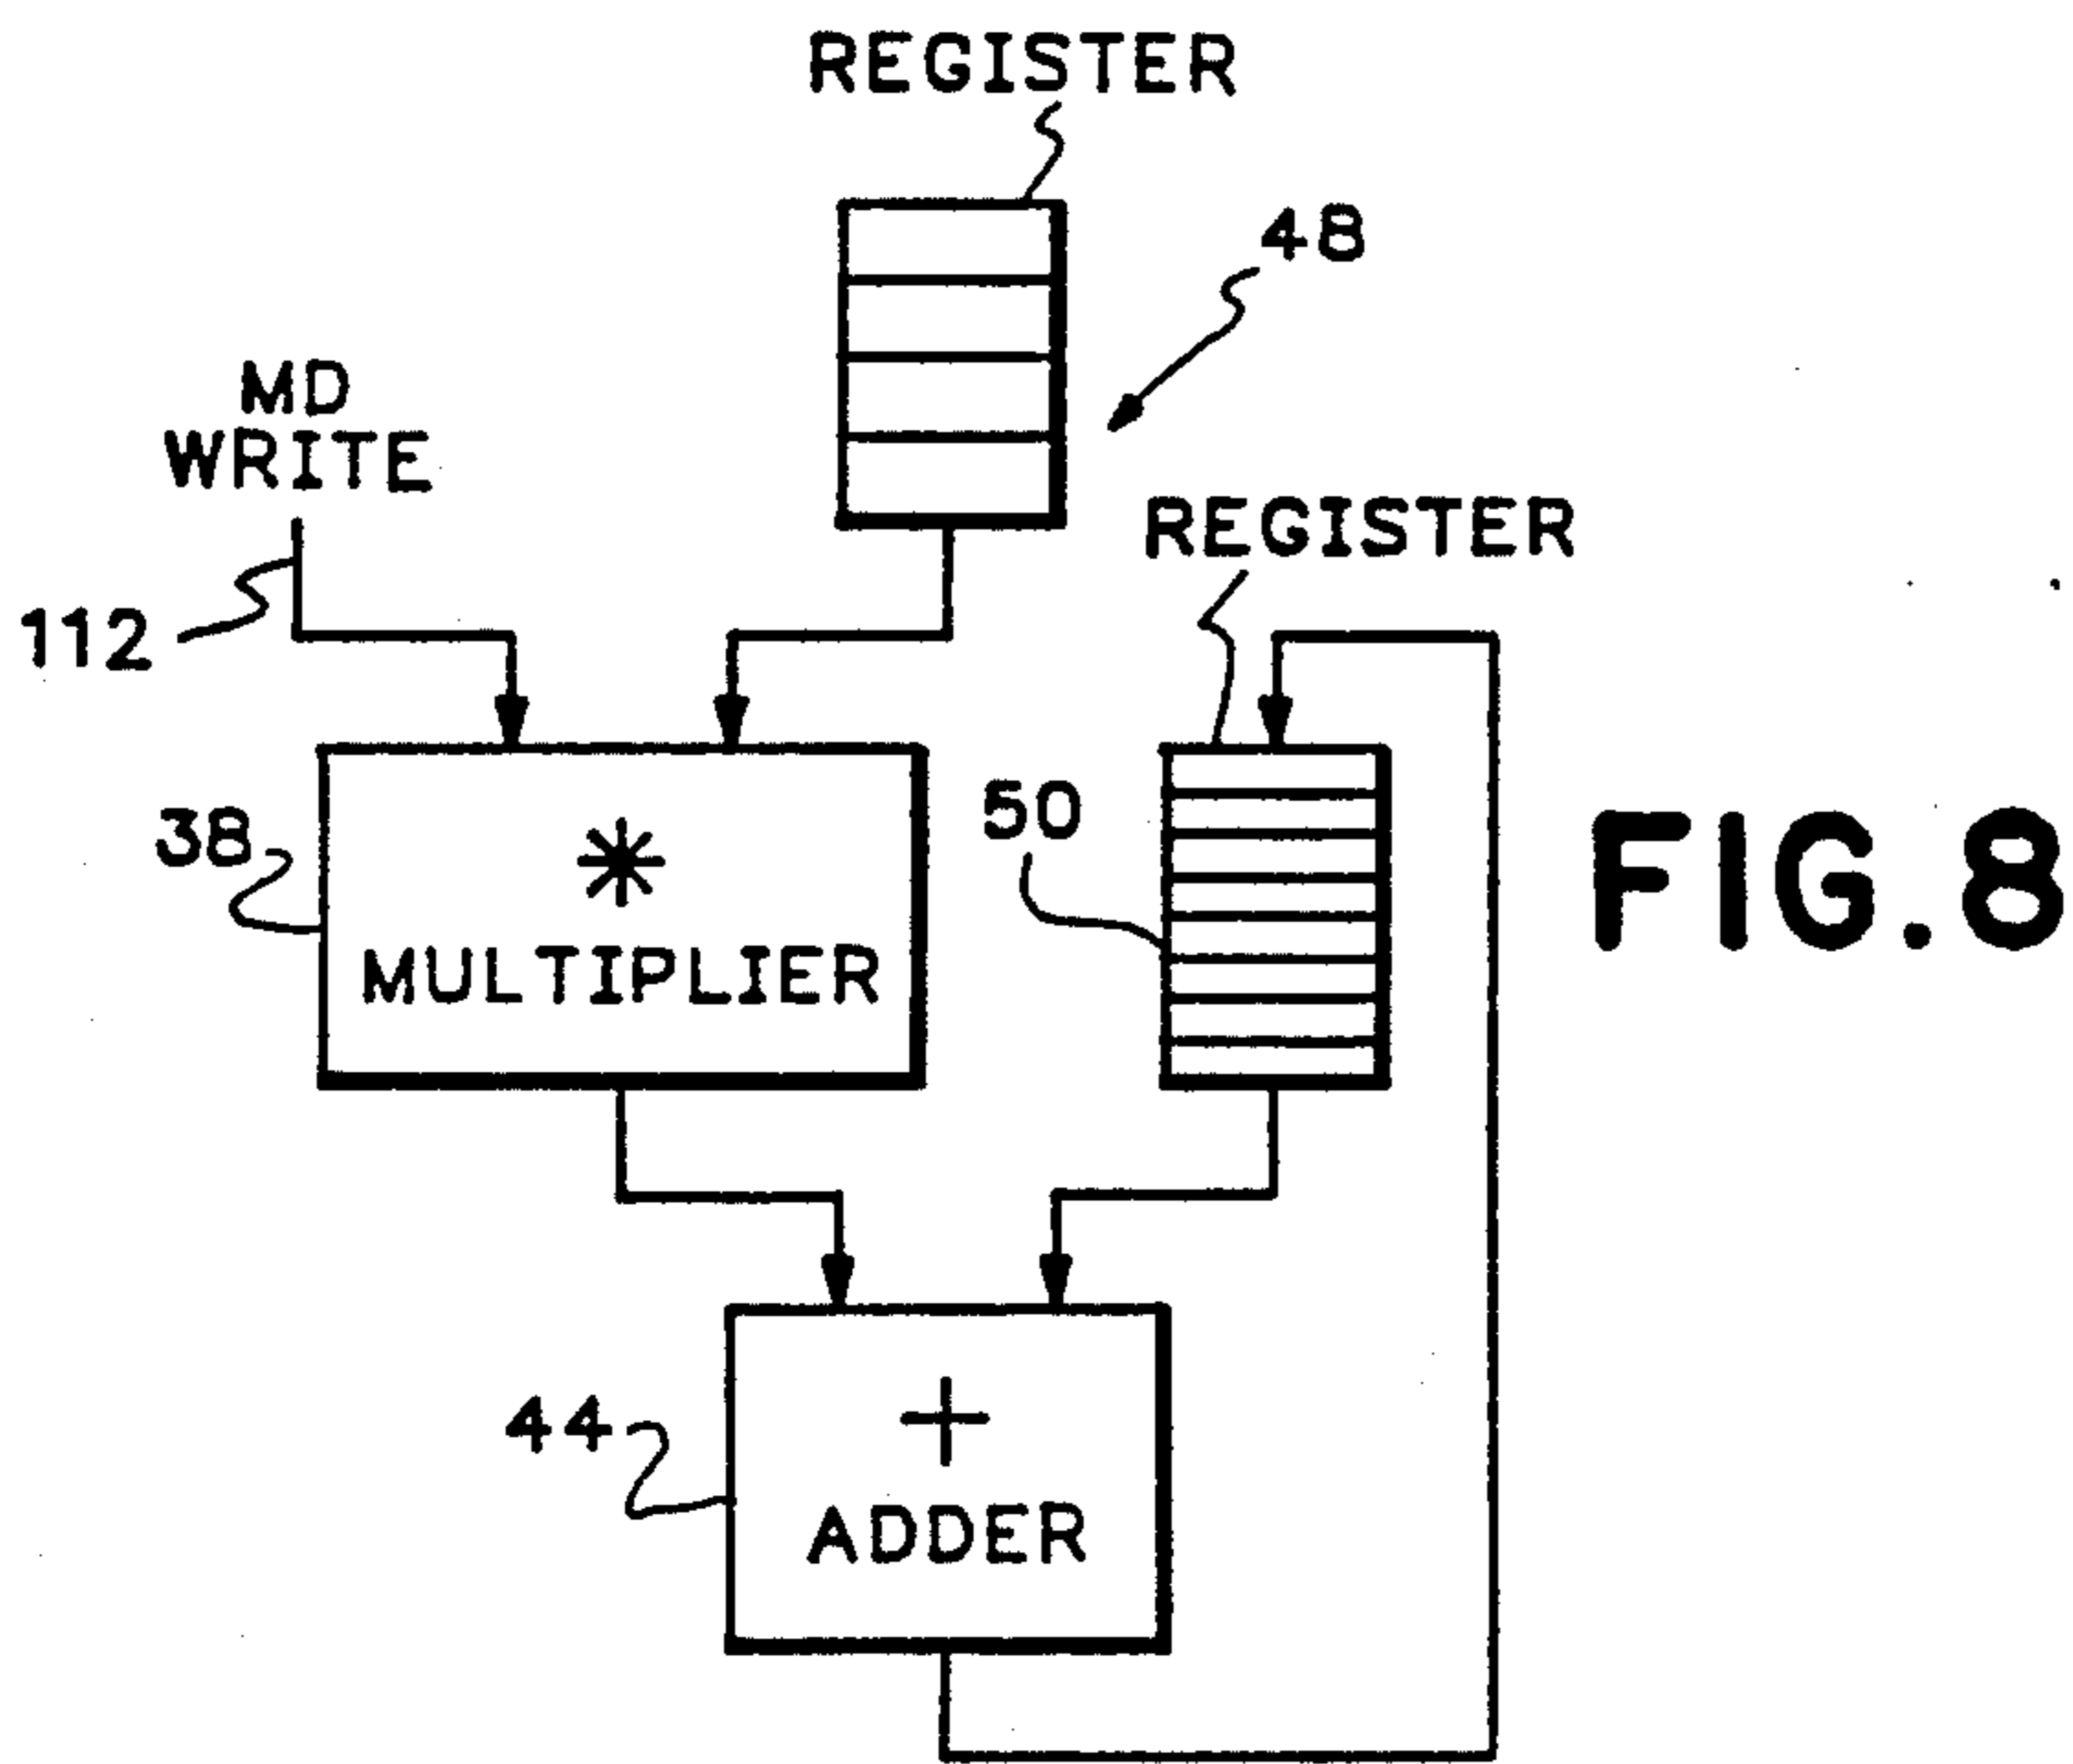 REGISTER
48
MD
WRITE
REGISTER
112
38
50
FIG.8
*
MULTIPLIER
44
+
ADDER